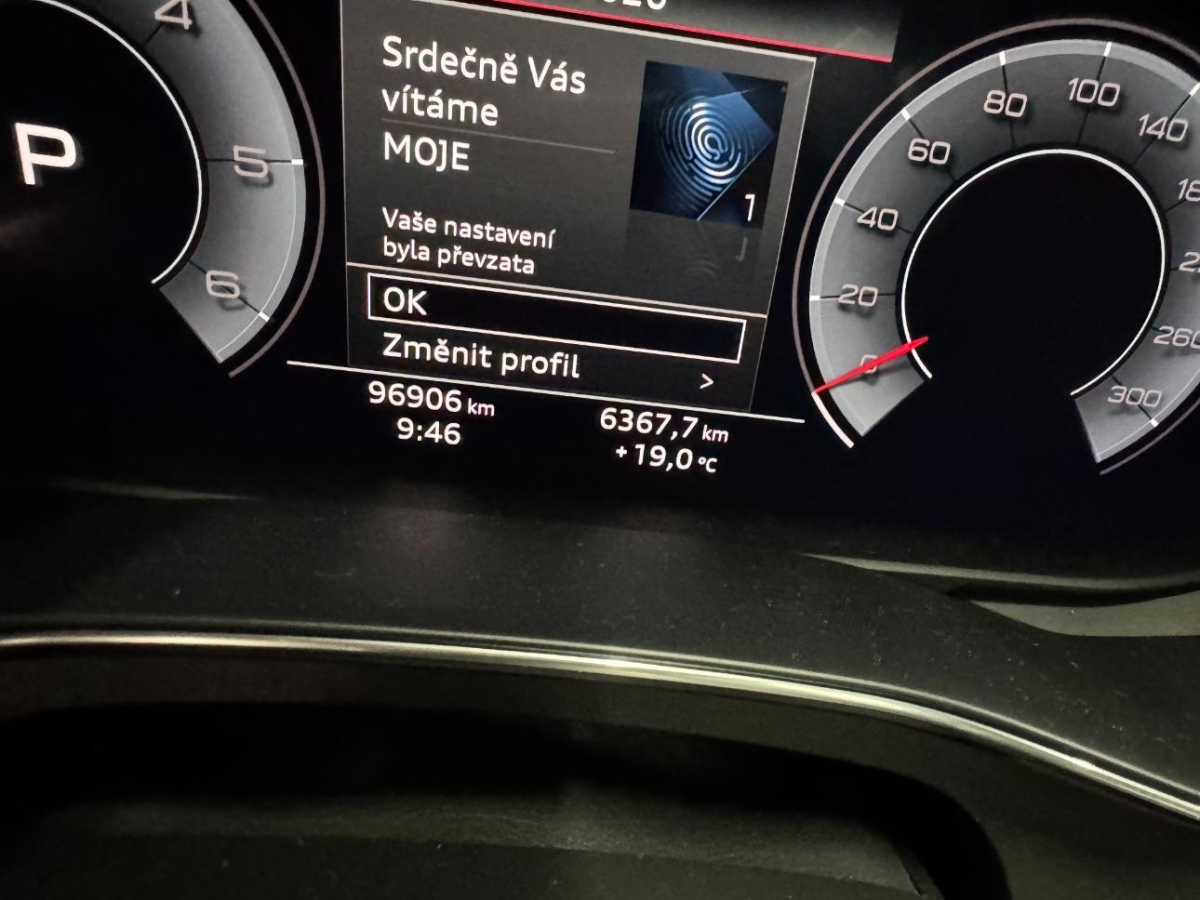 4
P
5
6
Srdečně Vás
vítáme
MOJE
1
Vaše nastavení
byla převzata
OK
Změnit profil
>
96906 km
9:46
6367,7 km
+19,0 °C
0
20
40
60
80
100
140
260
300